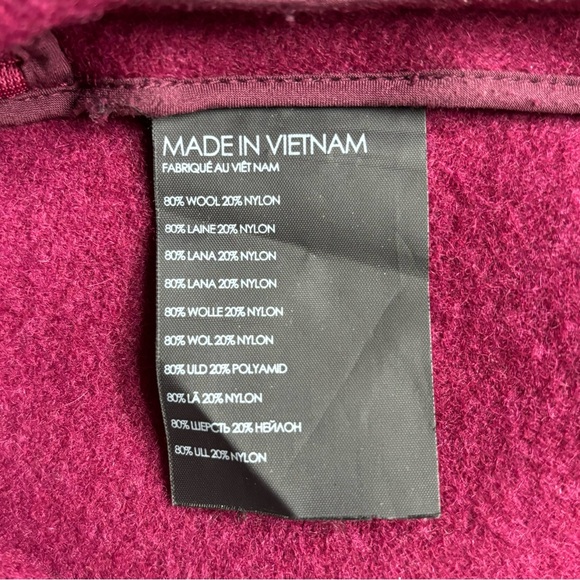 MADE IN VIETNAM
FABRIQUÉ AU VIÊT NAM
80% WOOL 20% NYLON
80% LAINE 20% NYLON
80% LANA 20% NYLON
80% LANA 20% NYLON
80% WOLLE 20% NYLON
80% WOL 20% NYLON
80% ULD 20% POLYAMID
80% LÃ 20% NYLON
80% ШЕРСТЬ 20% НЕЙЛОН
80% ULL 20% NYLON